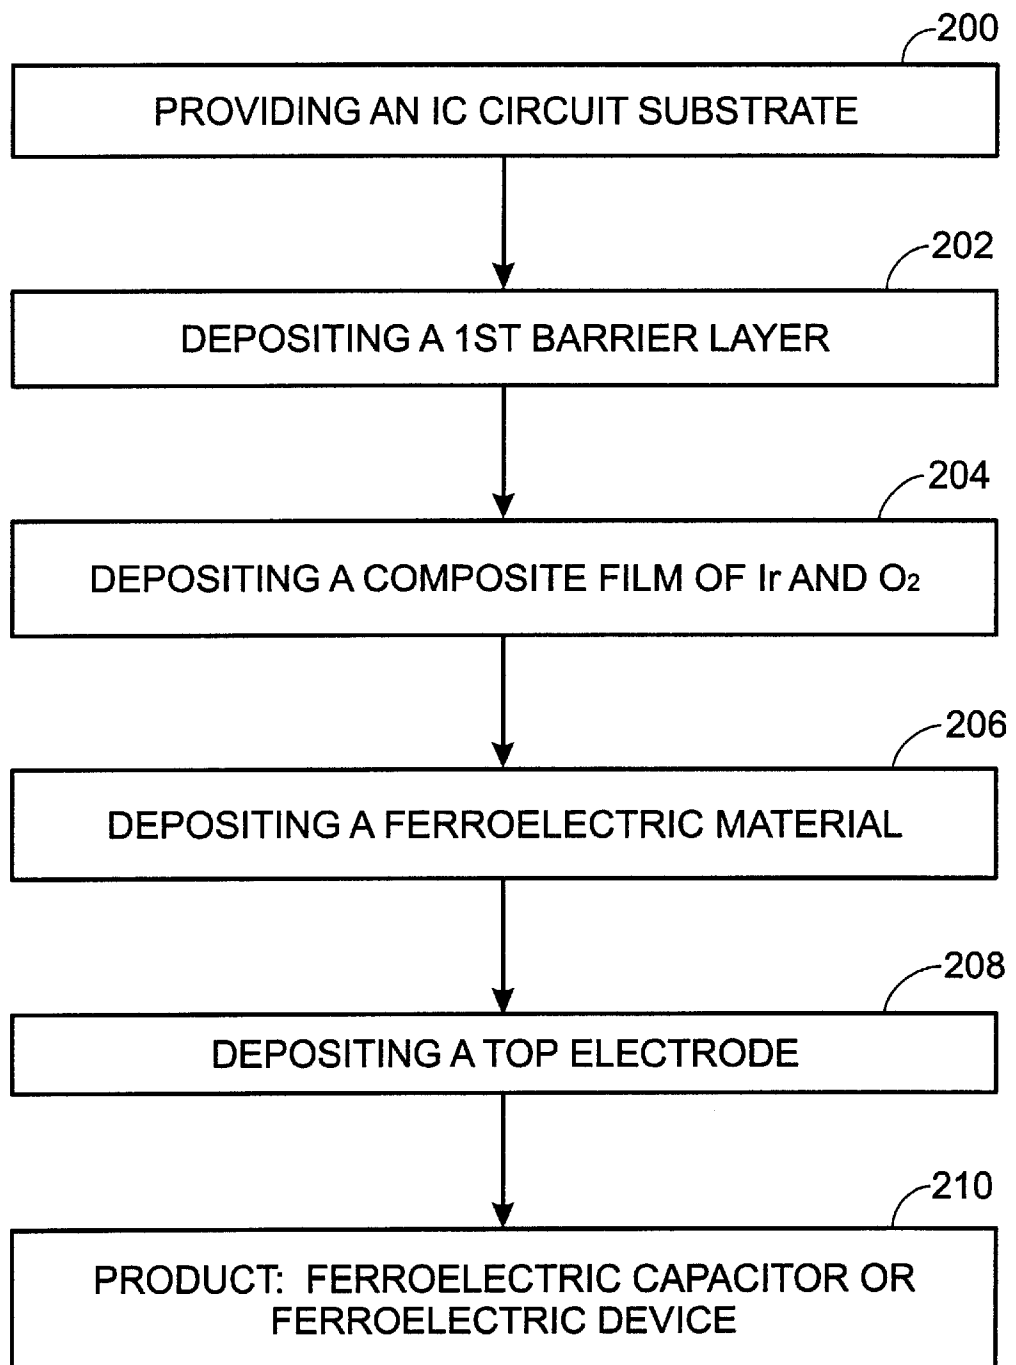 200
PROVIDING AN IC CIRCUIT SUBSTRATE
202
DEPOSITING A 1ST BARRIER LAYER
204
DEPOSITING A COMPOSITE FILM OF Ir AND O2
206
DEPOSITING A FERROELECTRIC MATERIAL
208
DEPOSITING A TOP ELECTRODE
210
PRODUCT: FERROELECTRIC CAPACITOR OR
FERROELECTRIC DEVICE